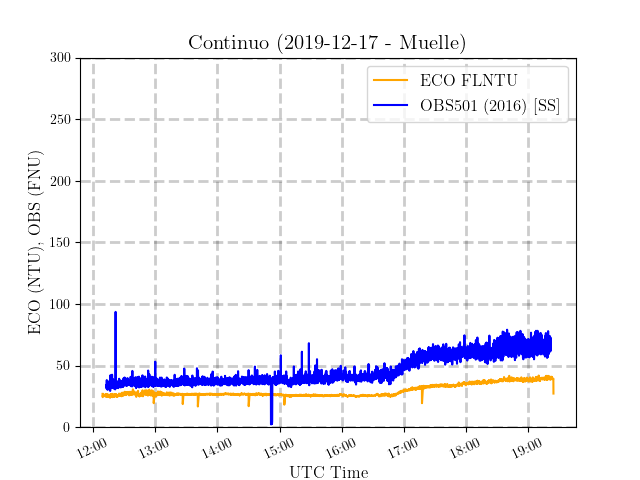 Continuo (2019-12-17 - Muelle)
ECO FLNTU
OBS501 (2016) [SS]
ECO (NTU), OBS (FNU)
300
250
200
150
100
50
0
12:00 13:00 14:00 15:00 16:00 17:00 18:00 19:00
UTC Time